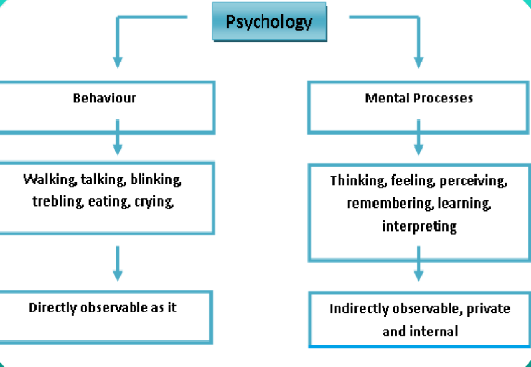 Psychology
Behaviour
Walking, talking, blinking,
trebling, eating, crying,
Directly observable as it
Mental Processes
Thinking, feeling, perceiving,
remembering, learning,
interpreting
Indirectly observable, private
and internal